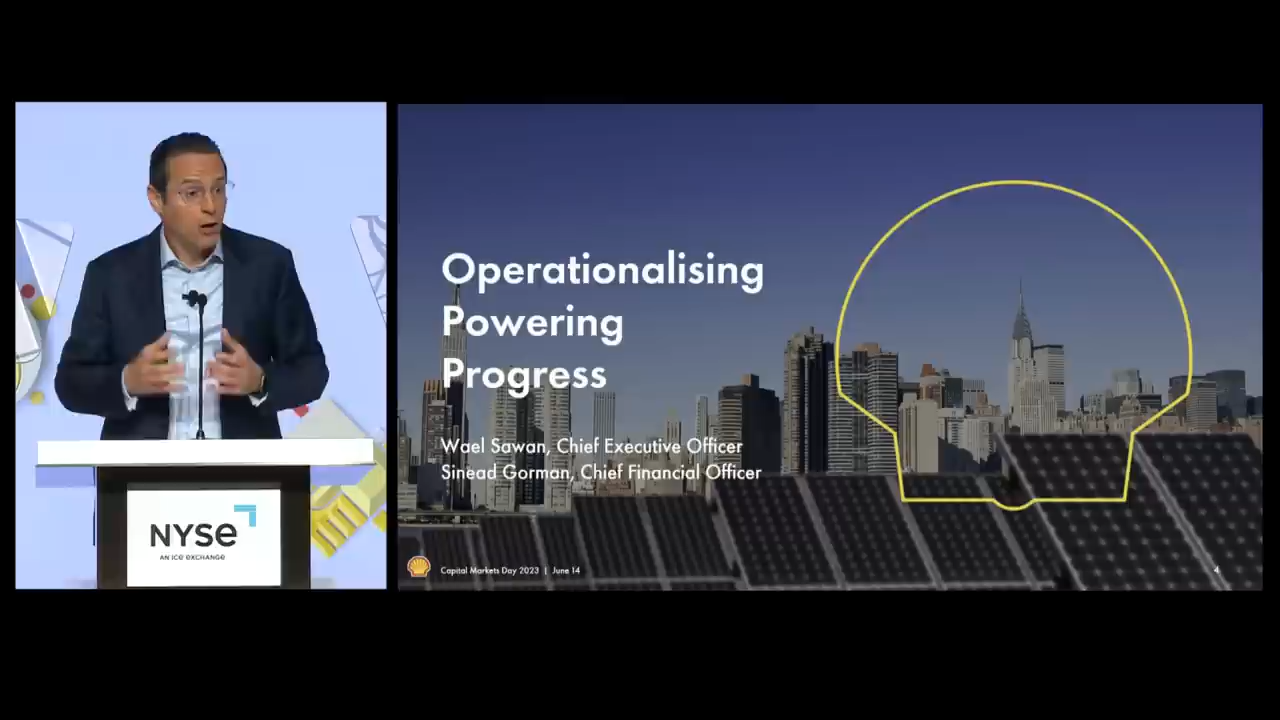 NYSE
AN ICE EXCHANGE
Operationalising
Powering
Progress
Wael Sawan, Chief Executive Officer
Sinead Gorman, Chief Financial Officer
Capital Markets Day 2023 | June 14
4